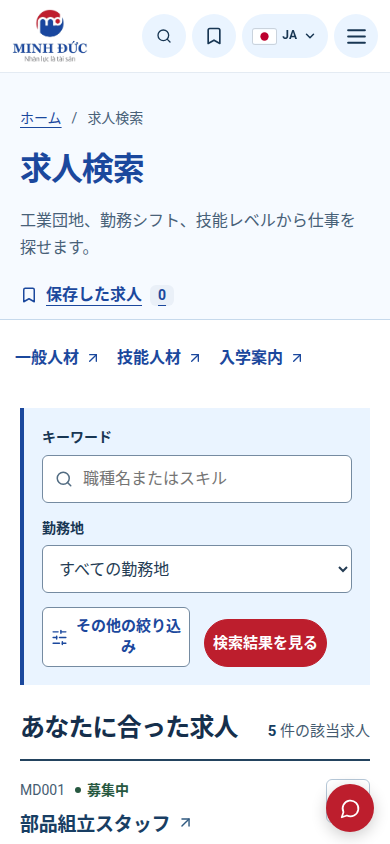 MINH ĐỨC
Nhân lực là tài sản
JA
ホーム / 求人検索
求人検索
工業団地、勤務シフト、技能レベルから仕事を
探せます。
保存した求人 0
一般人材 技能人材 入学案内
キーワード
職種名またはスキル
勤務地
すべての勤務地
その他の絞り込
み
検索結果を見る
あなたに合った求人
5 件の該当求人
MD001 募集中
部品組立スタッフ